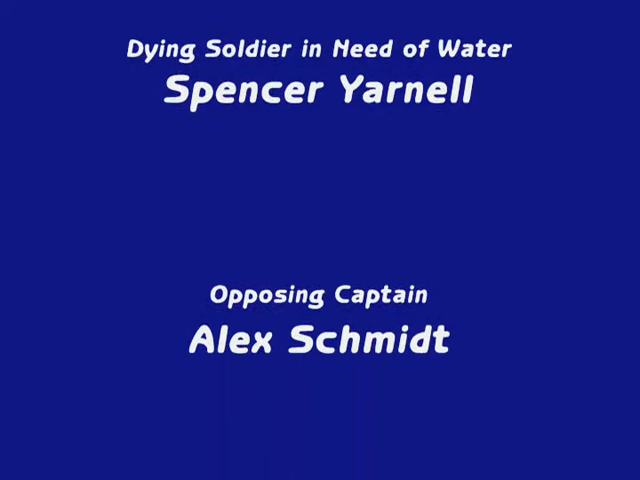 Dying Soldier in Need of Water
Spencer Yarnell
Opposing Captain
Alex Schmidt